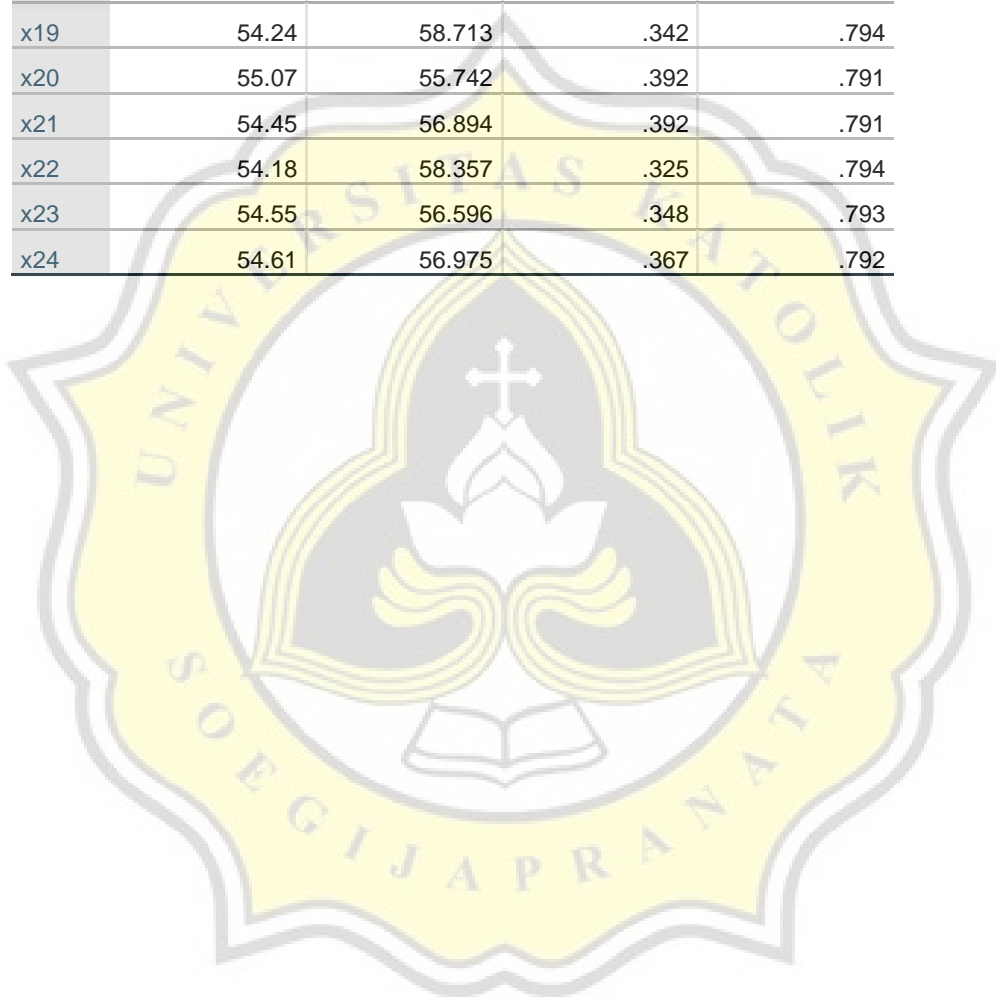 x19 54.24 58.713 .342 .794
x20 55.07 55.742 .392 .791
x21 54.45 56.894 .392 .791
x22 54.18 58.357 .325 .794
x23 54.55 56.596 .348 .793
x24 54.61 56.975 .367 .792
UNIVERSITAS KATOLIK
SOEGIJAPRANATA